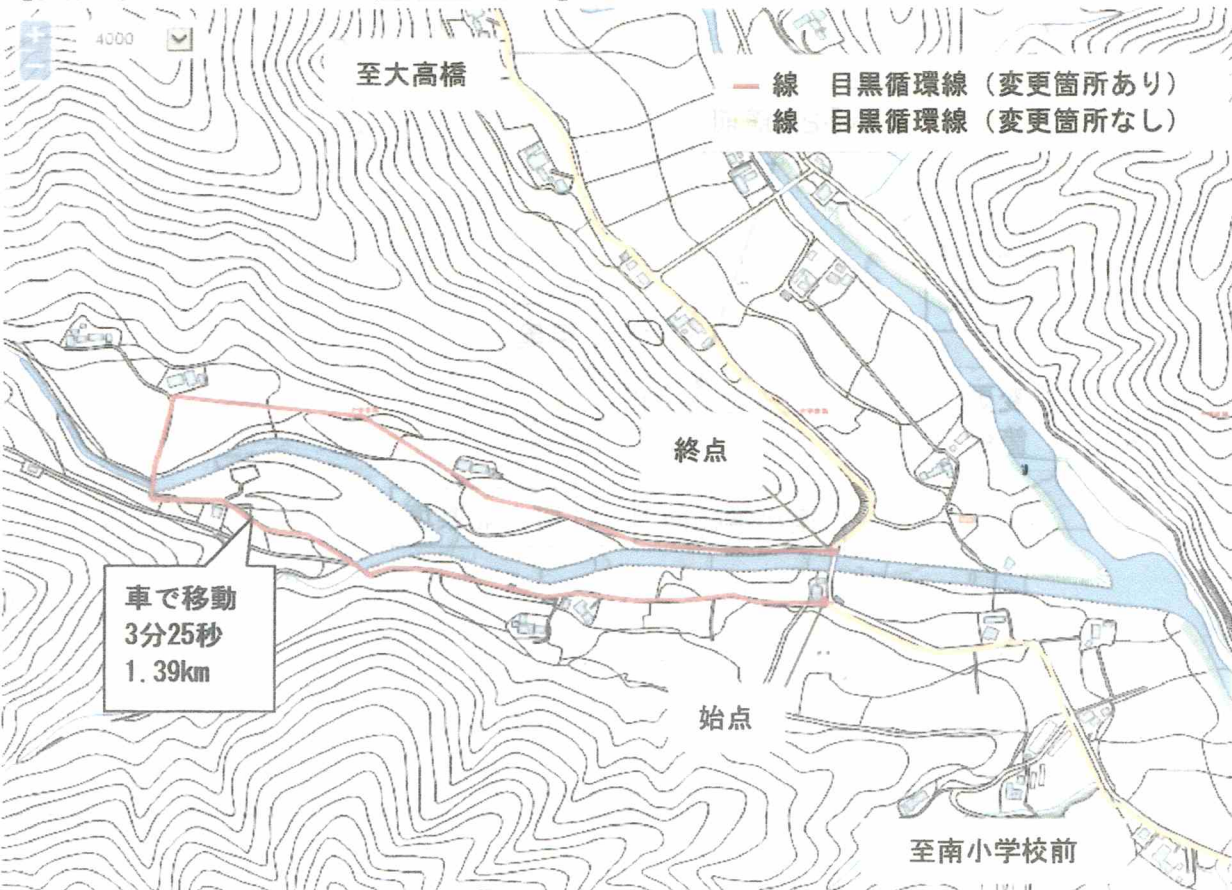 4000
至大高橋
線 目黒循環線（変更箇所あり）
線 目黒循環線（変更箇所なし）
終点
車で移動
3分25秒
1.39km
始点
至南小学校前